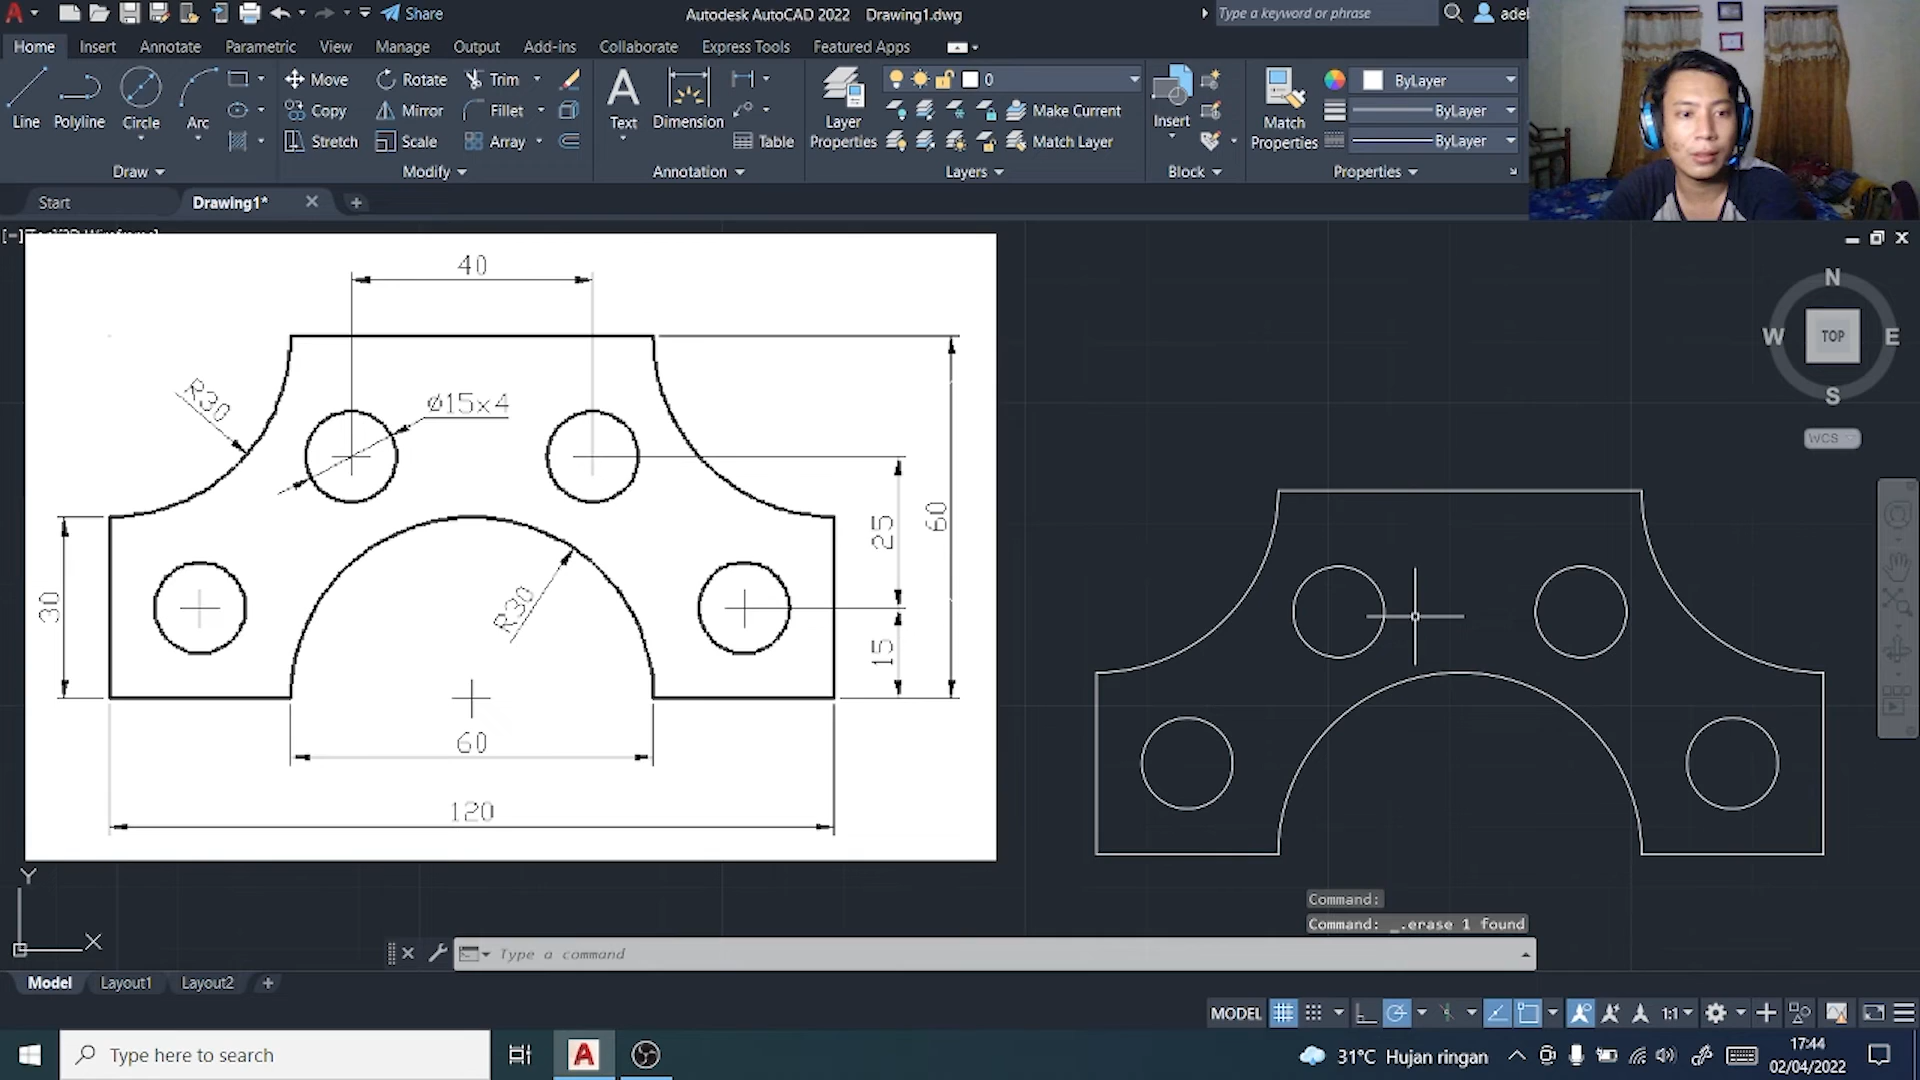 Share
Autodesk AutoCAD 2022 Drawing1.dwg
Type a keyword or phrase
Home Insert Annotate Parametric View Manage Output Add-ins Collaborate Express Tools Featured Apps
Line Polyline Circle Arc
Move Rotate Trim
Copy Mirror Fillet
Stretch Scale Array
Text Dimension Table
Layer Properties
0
Make Current
Match Layer
Insert
Match Properties
ByLayer
ByLayer
ByLayer
Draw Modify Annotation Layers Block Properties
Start Drawing1*
40
R30
Ø15x4
25
60
30
R30
15
60
120
N
W TOP E
S
WCS
Y
X
Command:
Command: _.erase 1 found
Type a command
Model Layout1 Layout2
MODEL 1:1
Type here to search
31°C Hujan ringan
17:44
02/04/2022